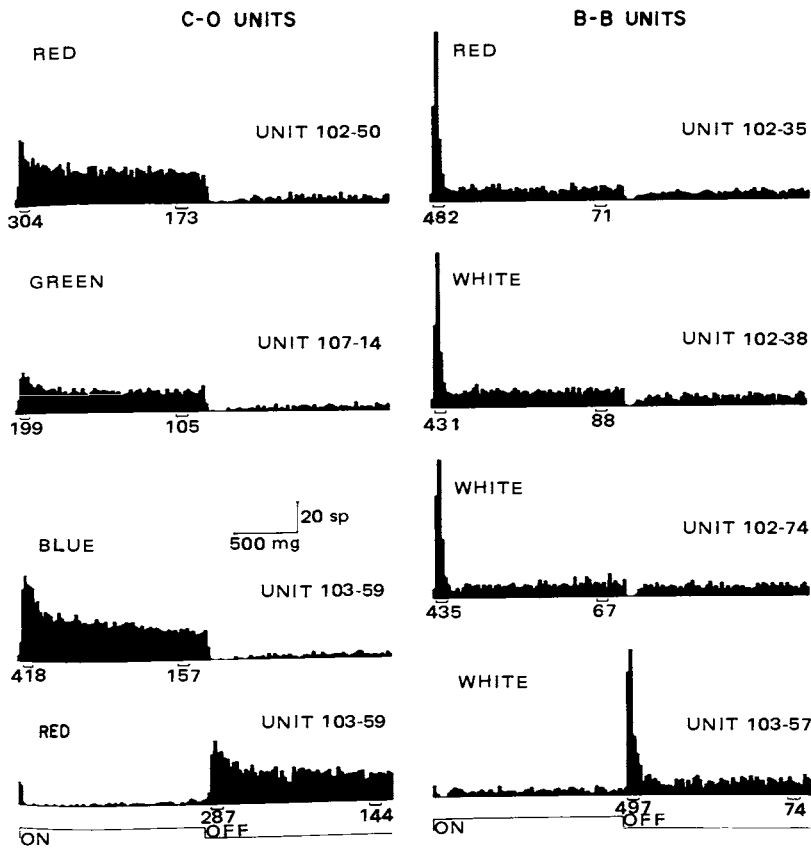 C-O UNITS
RED
UNIT 102-50
304 173
GREEN
UNIT 107-14
199 105
20 sp
500 mg
BLUE
UNIT 103-59
418 157
RED
UNIT 103-59
287 144
ON OFF
B-B UNITS
RED
UNIT 102-35
462 71
WHITE
UNIT 102-38
431 88
WHITE
UNIT 102-74
435 67
WHITE
UNIT 103-57
497 74
ON OFF